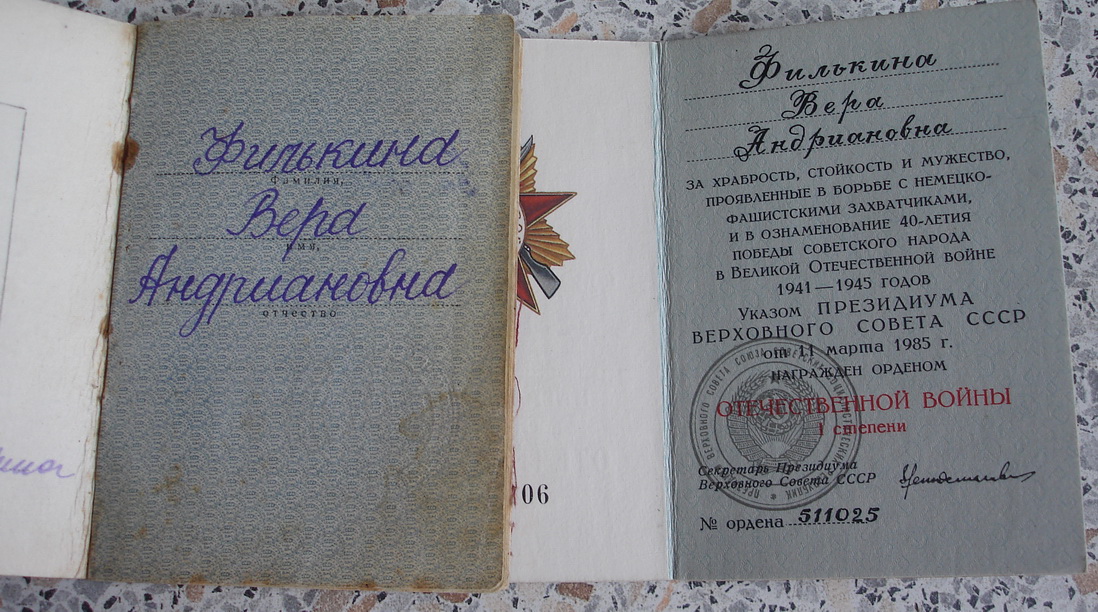 Филькина
фамилия,
Вера
имя,
Андриановна
отчество
06
Филькина
Вера
Андриановна
ЗА ХРАБРОСТЬ, СТОЙКОСТЬ И МУЖЕСТВО,
ПРОЯВЛЕННЫЕ В БОРЬБЕ С НЕМЕЦКО-
ФАШИСТСКИМИ ЗАХВАТЧИКАМИ,
И В ОЗНАМЕНОВАНИЕ 40-ЛЕТИЯ
ПОБЕДЫ СОВЕТСКОГО НАРОДА
В ВЕЛИКОЙ ОТЕЧЕСТВЕННОЙ ВОЙНЕ
1941—1945 ГОДОВ
УКАЗОМ ПРЕЗИДИУМА
ВЕРХОВНОГО СОВЕТА СССР
от 11 марта 1985 г.
НАГРАЖДЕН ОРДЕНОМ
ОТЕЧЕСТВЕННОЙ ВОЙНЫ
I степени
Секретарь Президиума
Верховного Совета СССР
№ ордена 511025